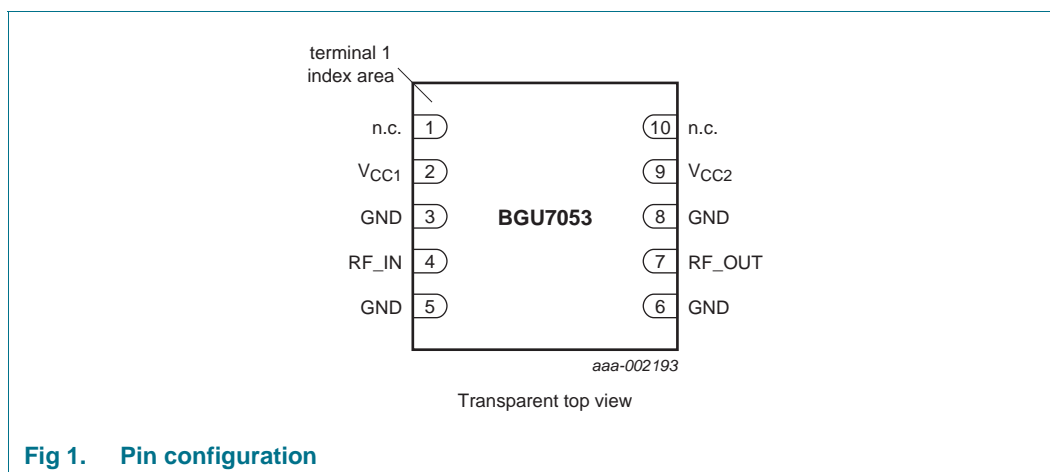 terminal 1
index area
n.c. 1 10 n.c.
VCC1 2 9 VCC2
GND 3 BGU7053 8 GND
RF_IN 4 7 RF_OUT
GND 5 6 GND
aaa-002193
Transparent top view
Fig 1. Pin configuration